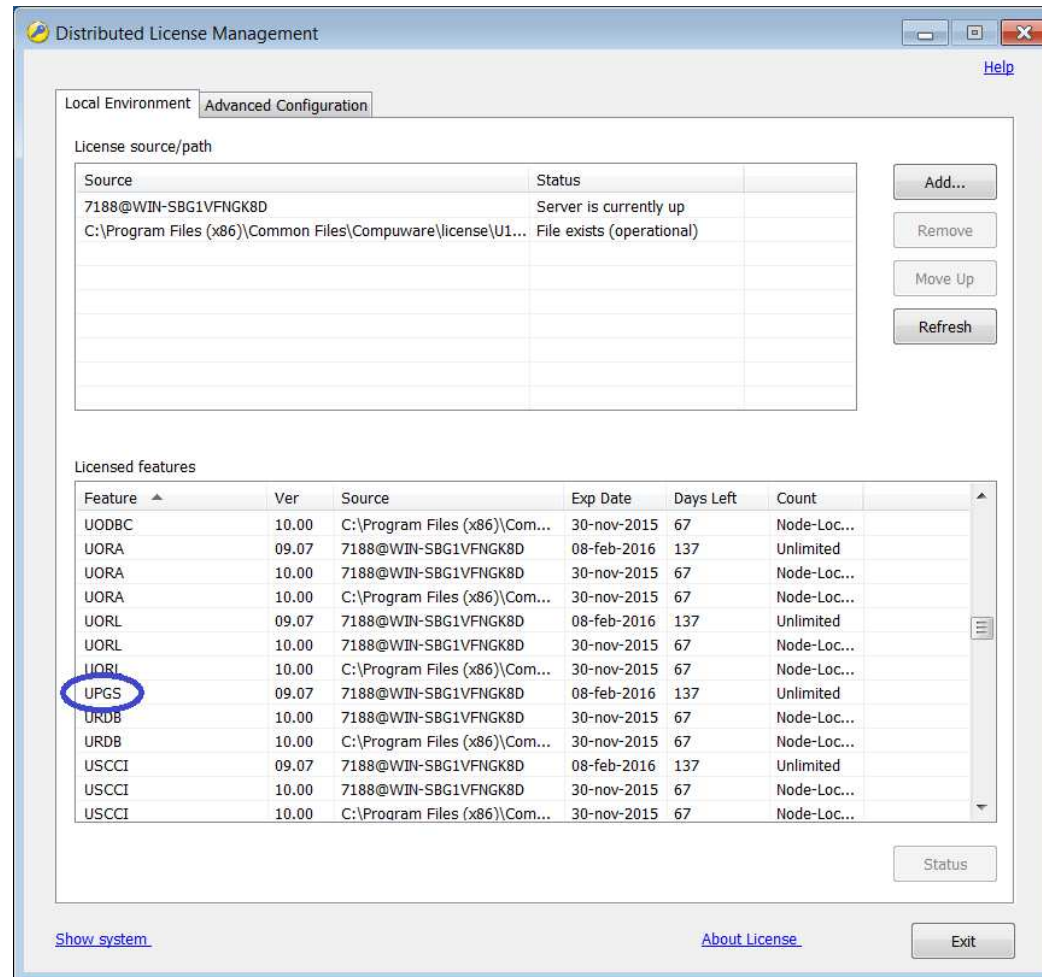 Distributed License Management
Help
Local Environment Advanced Configuration
License source/path
Source Status
Add...
7188@WIN-SBG1VFNGK8D Server is currently up
C:\Program Files (x86)\Common Files\Compuware\license\U1... File exists (operational)
Remove
Move Up
Refresh
Licensed features
Feature Ver Source Exp Date Days Left Count
UODBC 10.00 C:\Program Files (x86)\Com... 30-nov-2015 67 Node-Loc...
UORA 09.07 7188@WIN-SBG1VFNGK8D 08-feb-2016 137 Unlimited
UORA 10.00 7188@WIN-SBG1VFNGK8D 30-nov-2015 67 Node-Loc...
UORA 10.00 C:\Program Files (x86)\Com... 30-nov-2015 67 Node-Loc...
UORL 09.07 7188@WIN-SBG1VFNGK8D 08-feb-2016 137 Unlimited
UORL 10.00 7188@WIN-SBG1VFNGK8D 30-nov-2015 67 Node-Loc...
UORL 10.00 C:\Program Files (x86)\Com... 30-nov-2015 67 Node-Loc...
UPGS 09.07 7188@WIN-SBG1VFNGK8D 08-feb-2016 137 Unlimited
URDB 10.00 7188@WIN-SBG1VFNGK8D 30-nov-2015 67 Node-Loc...
URDB 10.00 C:\Program Files (x86)\Com... 30-nov-2015 67 Node-Loc...
USCCI 09.07 7188@WIN-SBG1VFNGK8D 08-feb-2016 137 Unlimited
USCCI 10.00 7188@WIN-SBG1VFNGK8D 30-nov-2015 67 Node-Loc...
USCCI 10.00 C:\Program Files (x86)\Com... 30-nov-2015 67 Node-Loc...
Status
Show system About License Exit